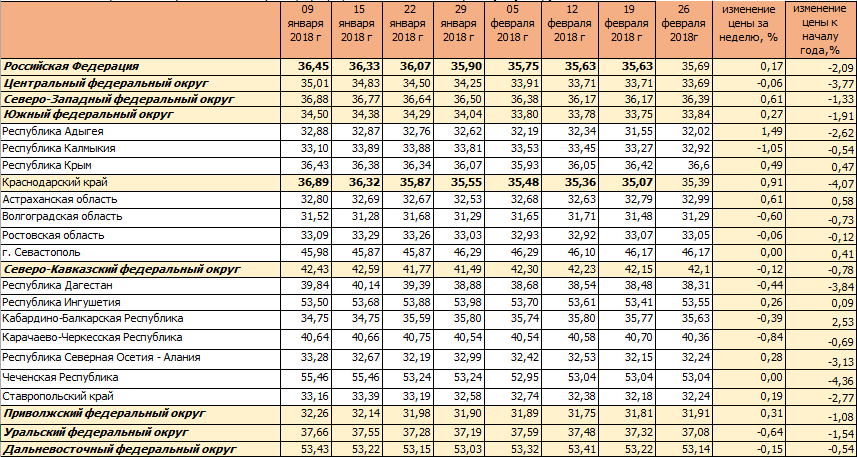 09 января 2018 г 15 января 2018 г 22 января 2018 г 29 января 2018 г 05 февраля 2018 г 12 февраля 2018 г 19 февраля 2018 г 26 февраля 2018г изменение цены за неделю, % изменение цены к началу года,%
Российская Федерация 36,45 36,33 36,07 35,90 35,75 35,63 35,63 35,69 0,17 -2,09
Центральный федеральный округ 35,01 34,83 34,50 34,25 33,91 33,71 33,71 33,69 -0,06 -3,77
Северо-Западный федеральный округ 36,88 36,77 36,64 36,50 36,38 36,17 36,17 36,39 0,61 -1,33
Южный федеральный округ 34,50 34,38 34,29 34,04 33,80 33,78 33,75 33,84 0,27 -1,91
Республика Адыгея 32,88 32,87 32,76 32,62 32,19 32,34 31,55 32,02 1,49 -2,62
Республика Калмыкия 33,10 33,89 33,88 33,81 33,53 33,45 33,27 32,92 -1,05 -0,54
Республика Крым 36,43 36,38 36,34 36,07 35,93 36,05 36,42 36,6 0,49 0,47
Краснодарский край 36,89 36,32 35,87 35,55 35,48 35,36 35,07 35,39 0,91 -4,07
Астраханская область 32,80 32,69 32,67 32,53 32,68 32,63 32,79 32,99 0,61 0,58
Волгоградская область 31,52 31,28 31,68 31,29 31,65 31,71 31,48 31,29 -0,60 -0,73
Ростовская область 33,09 33,29 33,26 33,03 32,93 32,92 33,07 33,05 -0,06 -0,12
г. Севастополь 45,98 45,87 45,87 46,29 46,29 46,10 46,17 46,17 0,00 0,41
Северо-Кавказский федеральный округ 42,43 42,59 41,77 41,49 42,30 42,23 42,15 42,1 -0,12 -0,78
Республика Дагестан 39,84 40,14 39,39 38,88 38,68 38,54 38,48 38,31 -0,44 -3,84
Республика Ингушетия 53,50 53,68 53,88 53,98 53,70 53,61 53,41 53,55 0,26 0,09
Кабардино-Балкарская Республика 34,75 34,75 35,59 35,80 35,74 35,80 35,77 35,63 -0,39 2,53
Карачаево-Черкесская Республика 40,64 40,66 40,75 40,54 40,54 40,58 40,70 40,36 -0,84 -0,69
Республика Северная Осетия - Алания 33,28 32,67 32,19 32,99 32,42 32,53 32,15 32,24 0,28 -3,13
Чеченская Республика 55,46 55,46 53,24 53,24 52,95 53,04 53,04 53,04 0,00 -4,36
Ставропольский край 33,16 33,39 33,19 32,58 32,74 32,38 32,18 32,24 0,19 -2,77
Приволжский федеральный округ 32,26 32,14 31,98 31,90 31,89 31,75 31,81 31,91 0,31 -1,08
Уральский федеральный округ 37,66 37,55 37,28 37,19 37,59 37,48 37,32 37,08 -0,64 -1,54
Дальневосточный федеральный округ 53,43 53,22 53,15 53,03 53,32 53,41 53,22 53,14 -0,15 -0,54